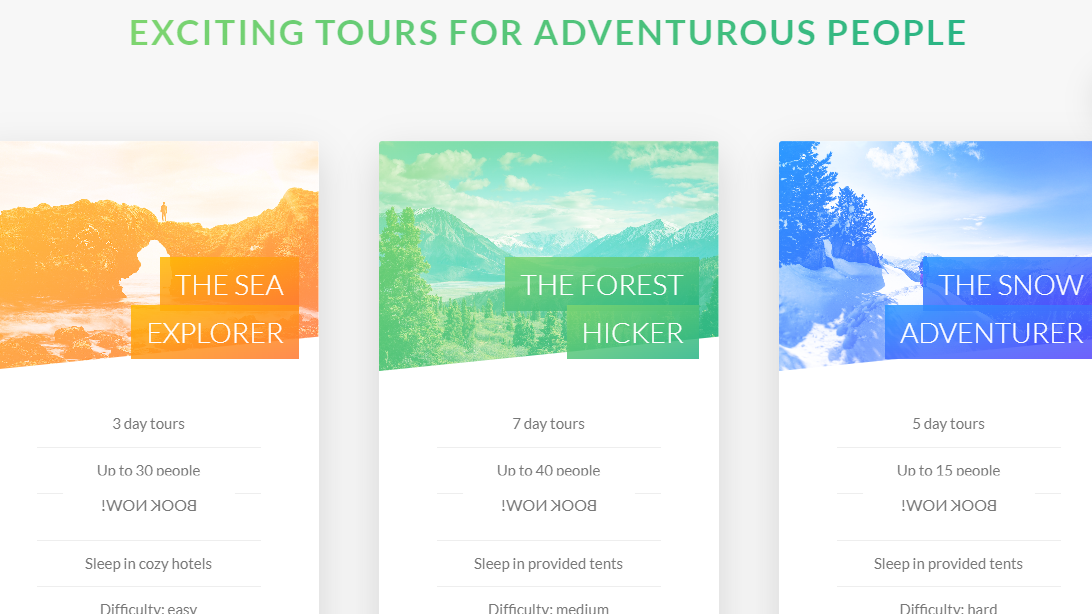 EXCITING TOURS FOR ADVENTUROUS PEOPLE
THE SEA
EXPLORER
3 day tours
Up to 30 people
BOOK NOW!
Sleep in cozy hotels
Difficulty: easy
THE FOREST
HICKER
7 day tours
Up to 40 people
BOOK NOW!
Sleep in provided tents
Difficulty: medium
THE SNOW
ADVENTURER
5 day tours
Up to 15 people
BOOK NOW!
Sleep in provided tents
Difficulty: hard